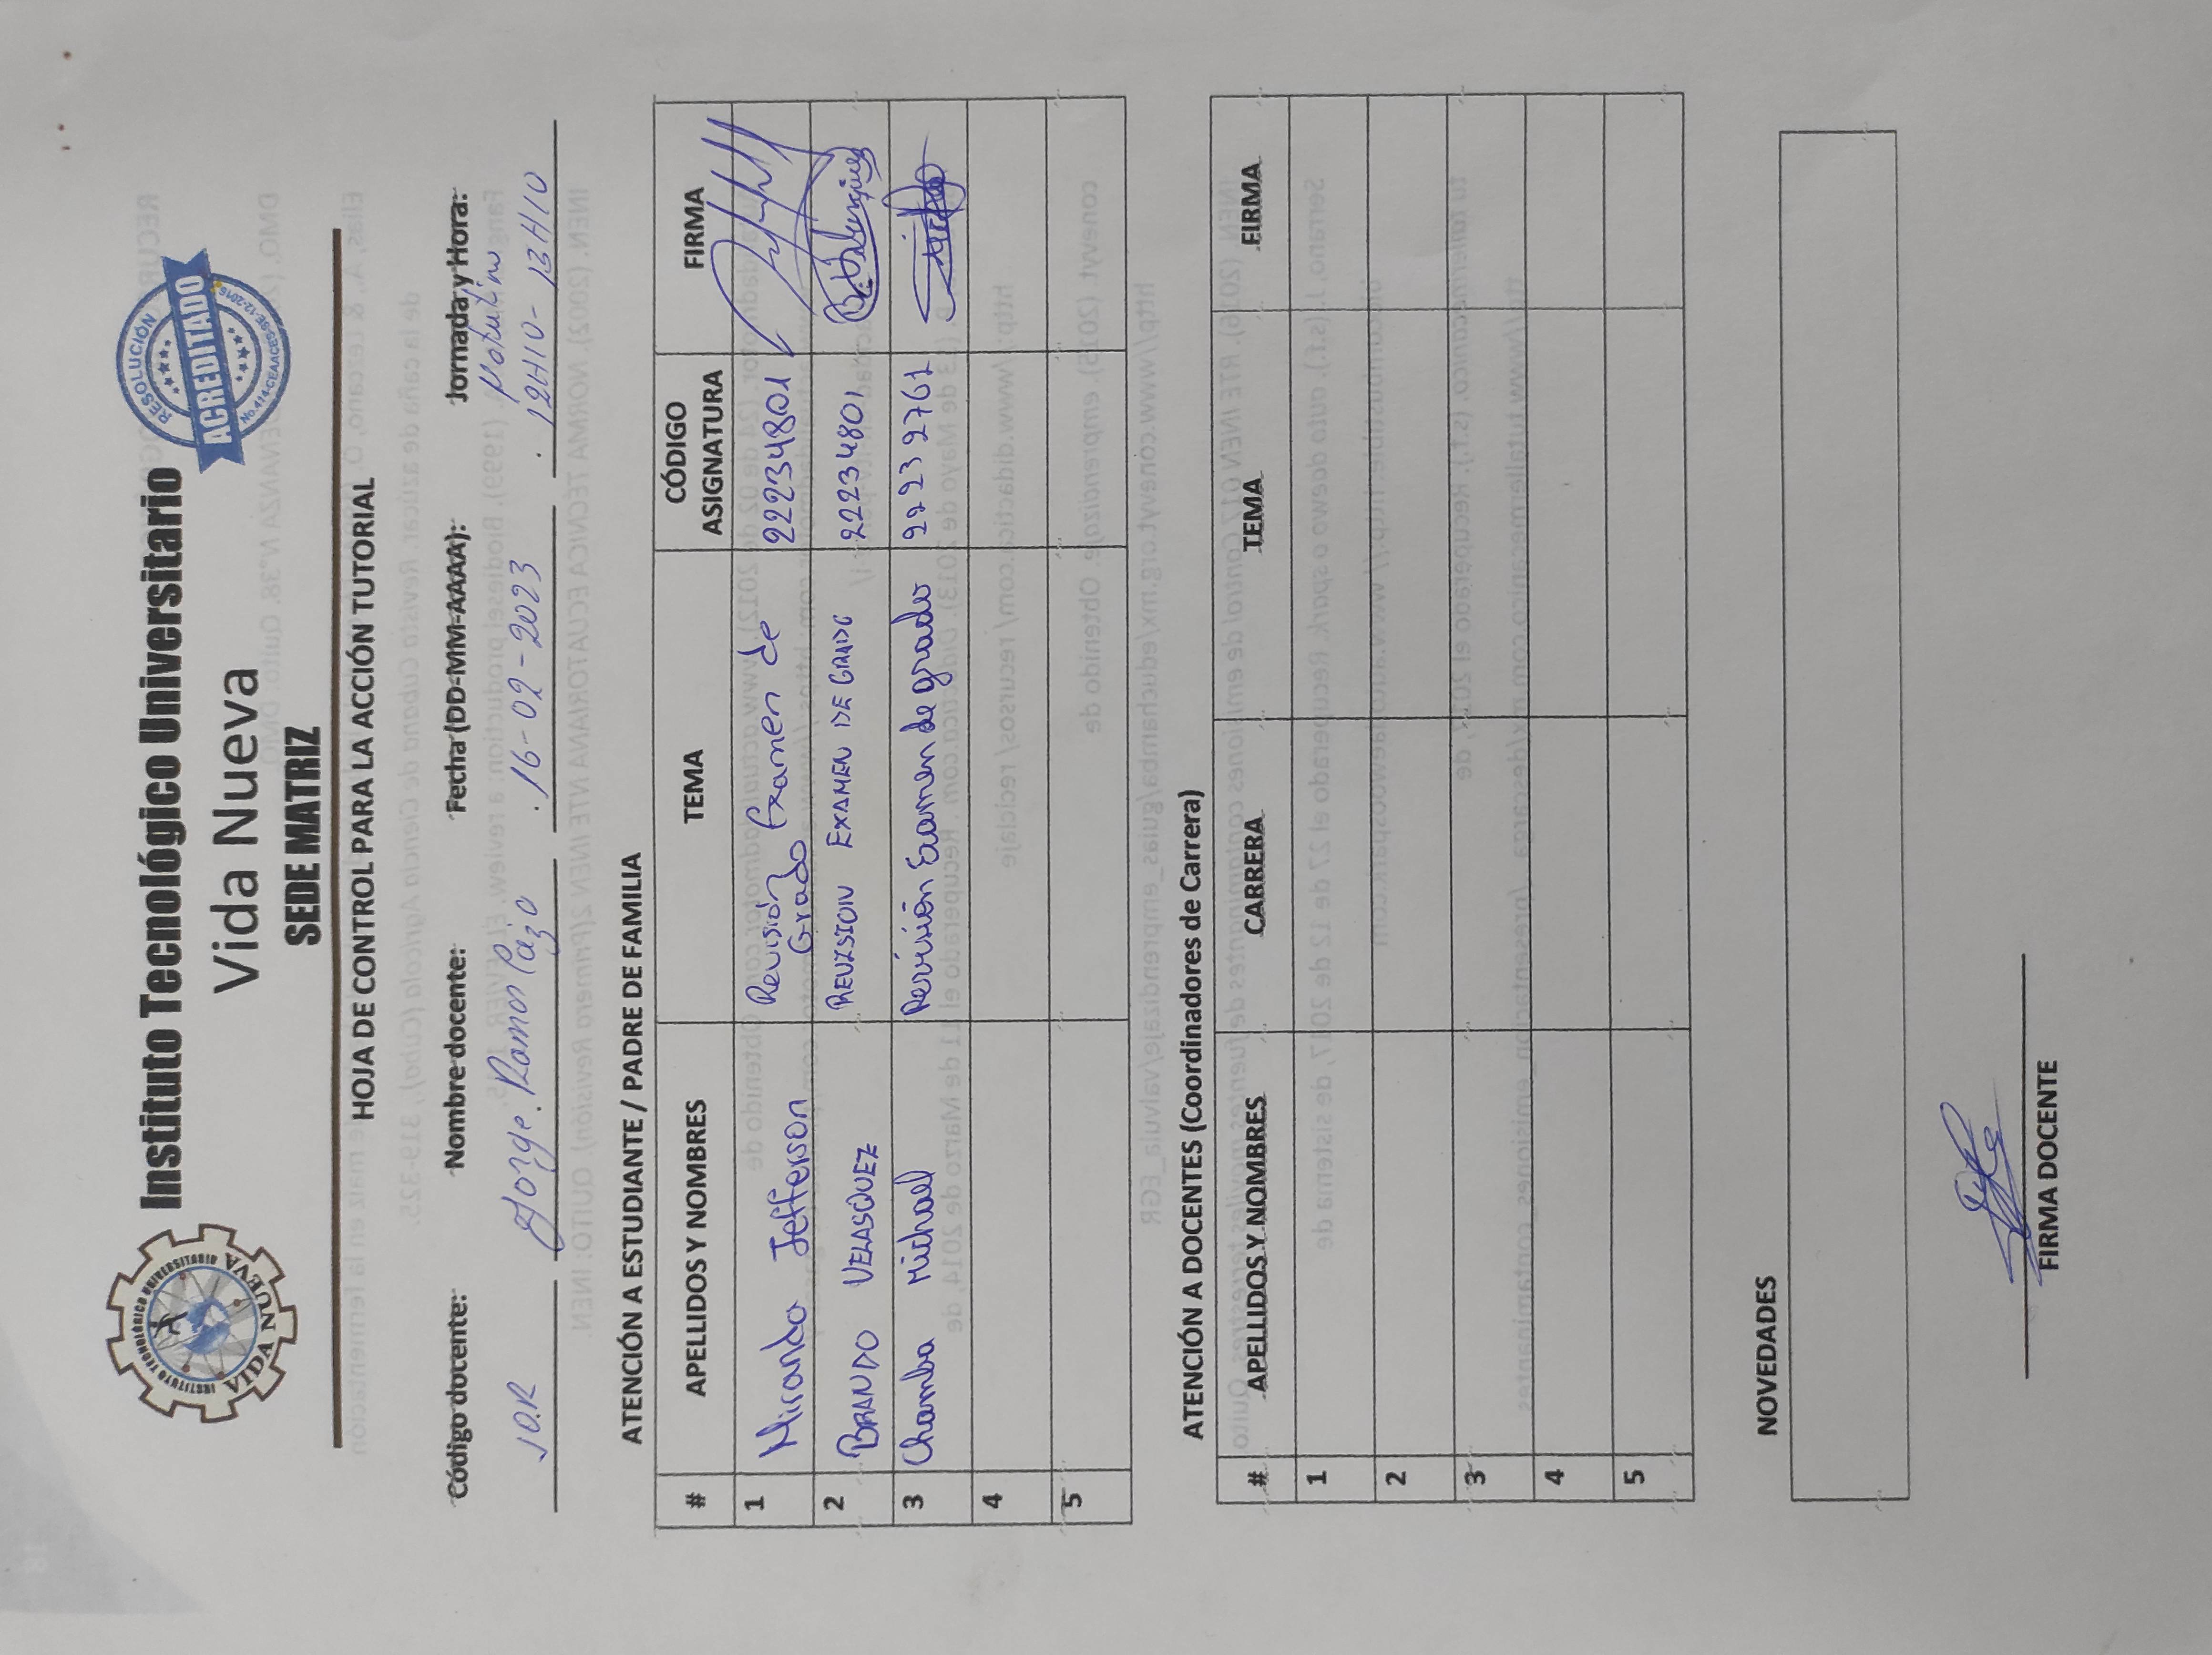 INSTITUTO TECNOLÓGICO UNIVERSITARIO
VIDA NUEVA
Instituto Tecnológico Universitario
Vida Nueva
SEDE MATRIZ
RESOLUCIÓN
ACREDITADO
No.414-CEAACES-SE-12-2016
HOJA DE CONTROL PARA LA ACCIÓN TUTORIAL
Código docente: Nombre docente: Fecha (DD-MM-AAAA): Jornada y Hora:
Matutino
J.O.R Jorge Ramos Cajo 16-02-2023 12H10- 13H10
ATENCIÓN A ESTUDIANTE / PADRE DE FAMILIA
# APELLIDOS Y NOMBRES TEMA CÓDIGO ASIGNATURA FIRMA
1 Miranda Jefferson Revisión Examen de Grado 22234801
2 BRANDO VELASQUEZ REVISION EXAMEN DE GRADO 22234801
3 Chamba Michael Revisión Examen de grado 22232761
4
5
ATENCIÓN A DOCENTES (Coordinadores de Carrera)
# APELLIDOS Y NOMBRES CARRERA TEMA FIRMA
1
2
3
4
5
NOVEDADES
FIRMA DOCENTE